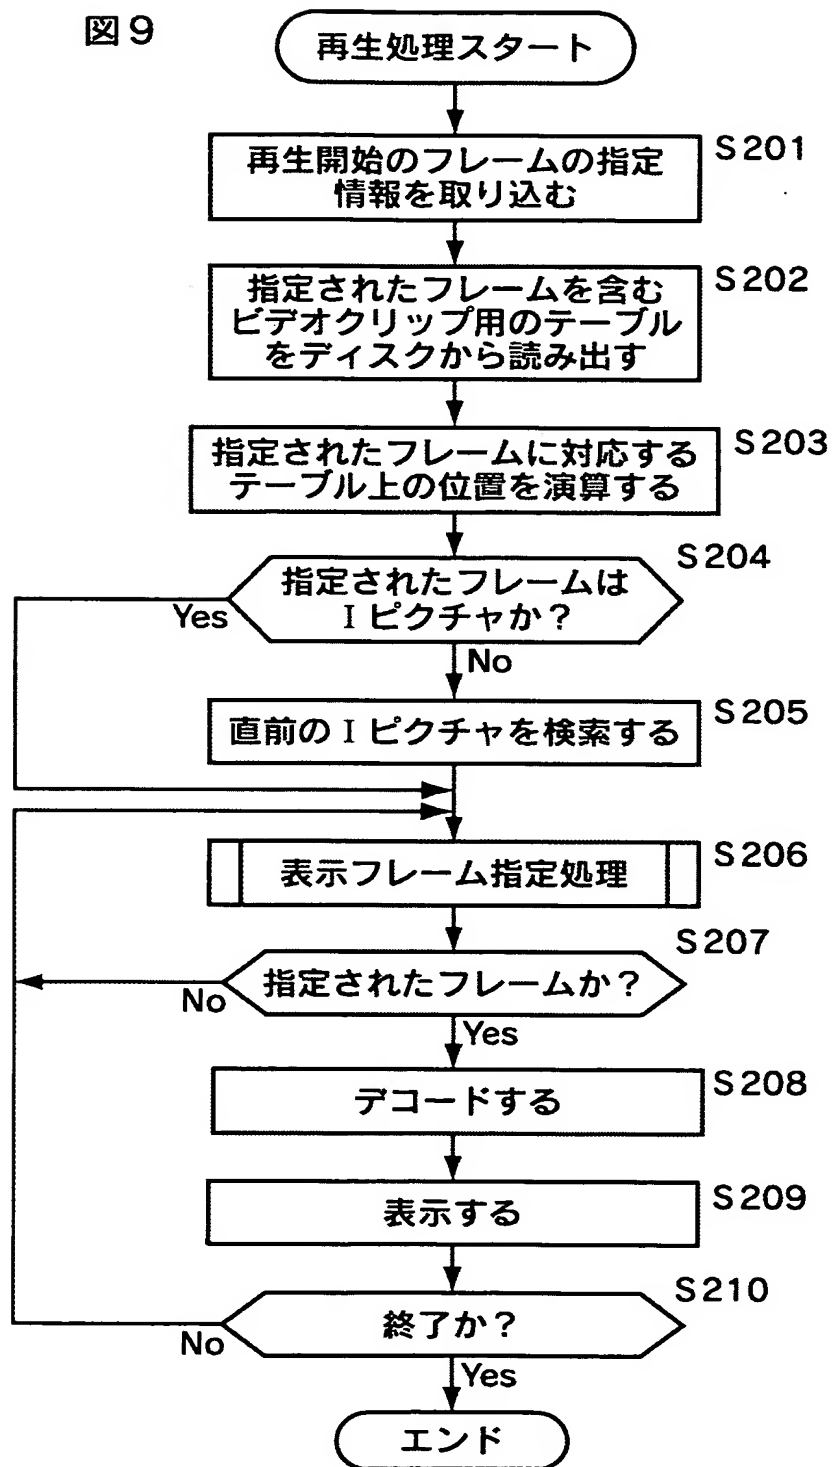 図9
再生処理スタート
S201
再生開始のフレームの指定
情報を取り込む
S202
指定されたフレームを含む
ビデオクリップ用のテーブル
をディスクから読み出す
S203
指定されたフレームに対応する
テーブル上の位置を演算する
S204
指定されたフレームは
Iピクチャか?
Yes
No
S205
直前のIピクチャを検索する
S206
表示フレーム指定処理
S207
指定されたフレームか?
No
Yes
S208
デコードする
S209
表示する
S210
終了か?
No
Yes
エンド